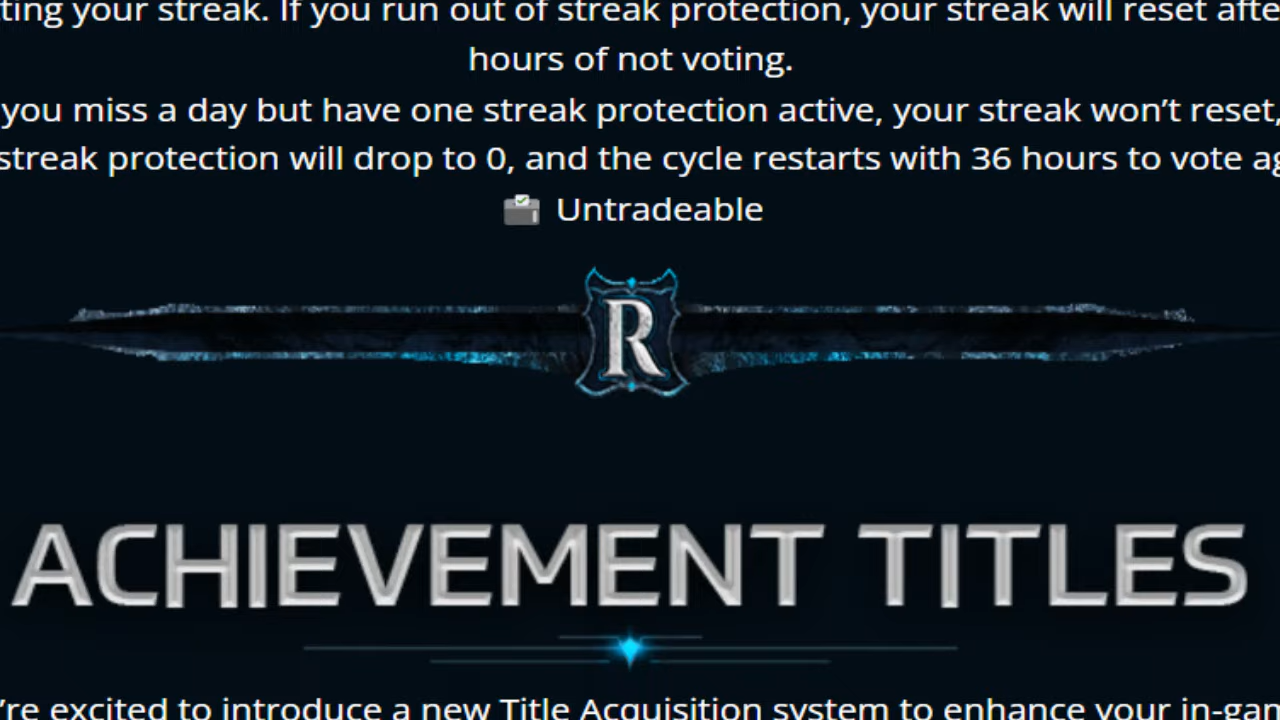 ting your streak. If you run out of streak protection, your streak will reset afte
hours of not voting.
you miss a day but have one streak protection active, your streak won’t reset,
streak protection will drop to 0, and the cycle restarts with 36 hours to vote ag
Untradeable
R
ACHIEVEMENT TITLES
’re excited to introduce a new Title Acquisition system to enhance your in-gam